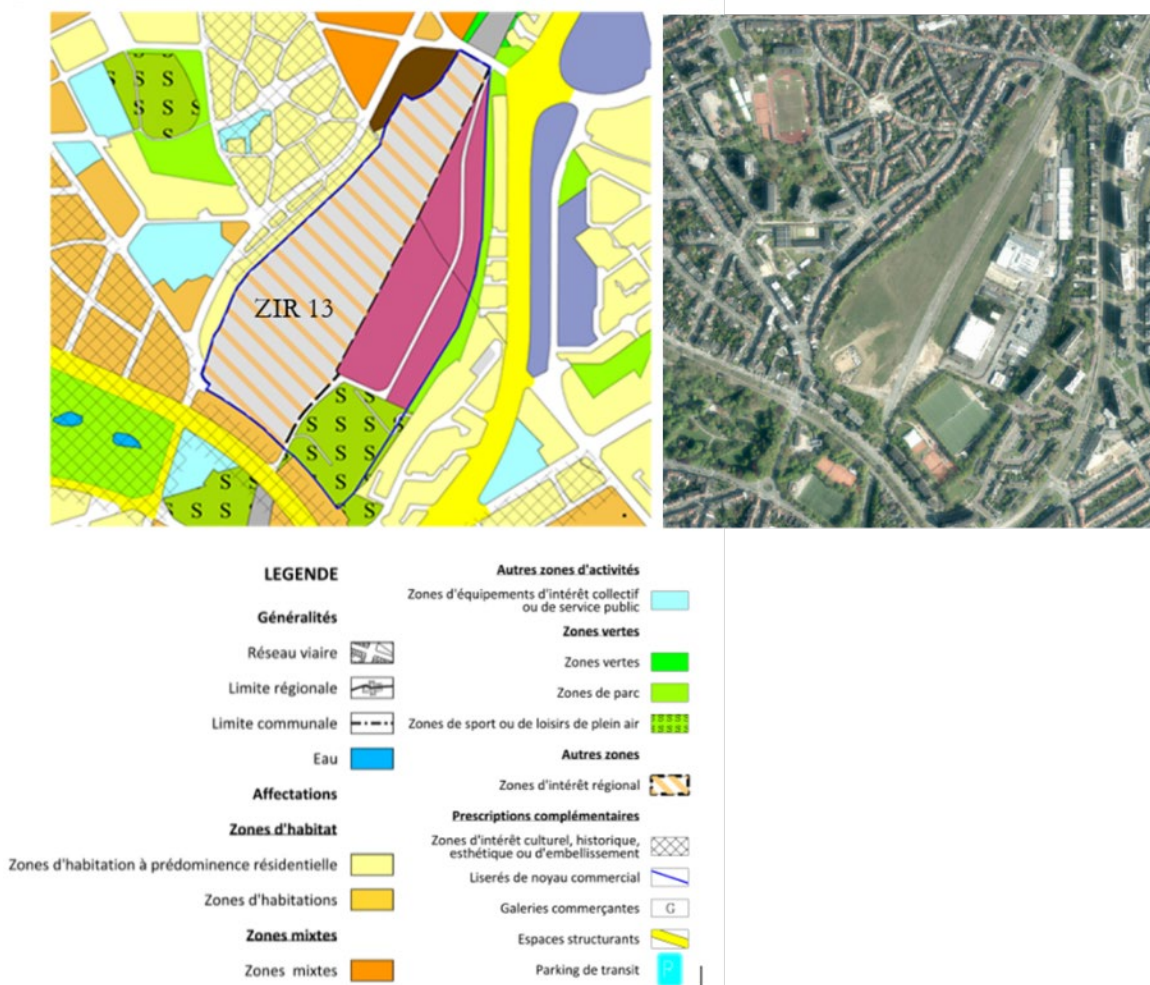 S S S
S S S
S
ZIR 13
S S
S S S
S S
S S
S
S S
S S S
LEGENDE
Généralités
Réseau viaire
Limite régionale
Limite communale
Eau
Affectations
Zones d'habitat
Zones d'habitation à prédominence résidentielle
Zones d'habitations
Zones mixtes
Zones mixtes
Autres zones d'activités
Zones d'équipements d'intérêt collectif
ou de service public
Zones vertes
Zones vertes
Zones de parc
Zones de sport ou de loisirs de plein air
Autres zones
Zones d'intérêt régional
Prescriptions complémentaires
Zones d'intérêt culturel, historique,
esthétique ou d'embellissement
Liserés de noyau commercial
Galeries commerçantes
G
Espaces structurants
Parking de transit
P